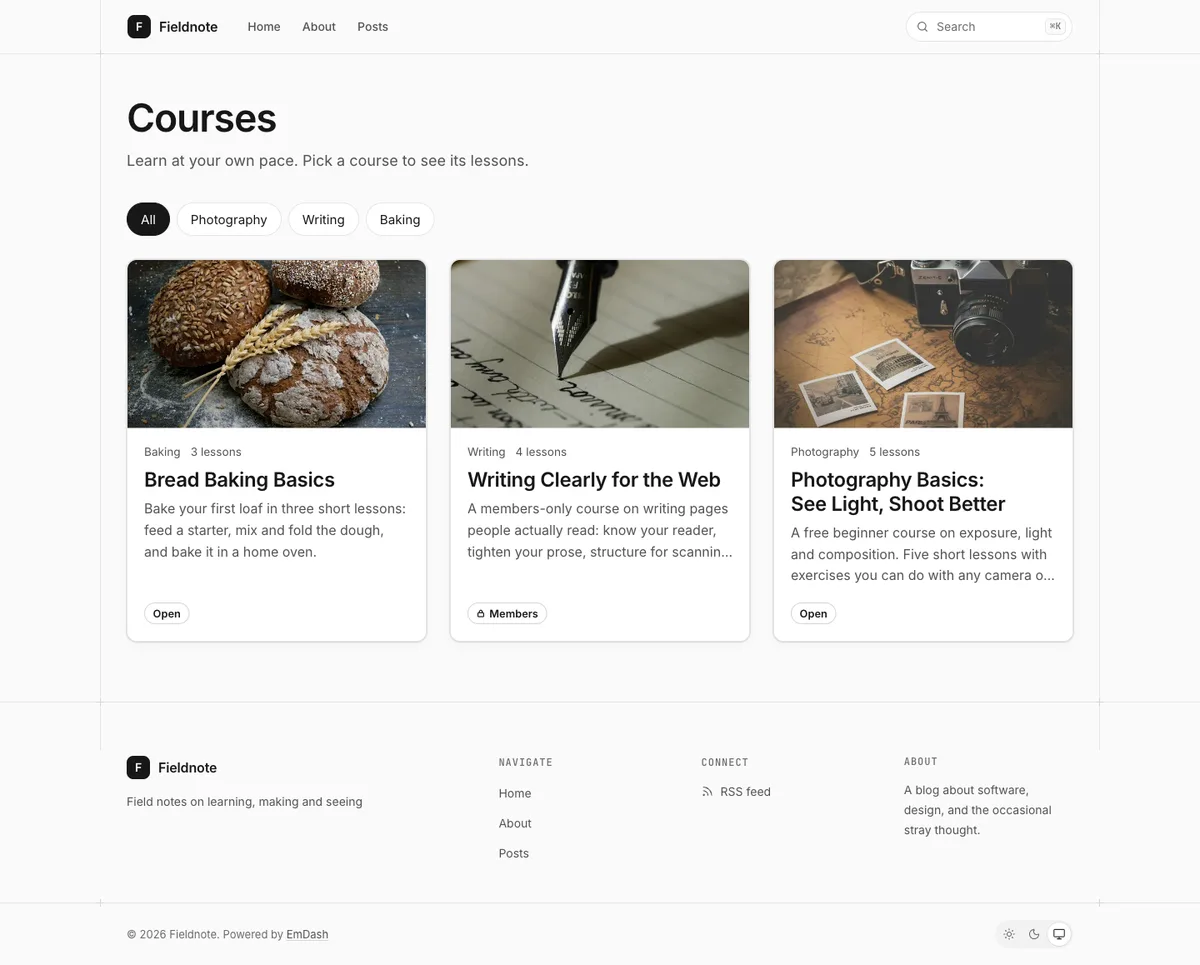 F Fieldnote Home About Posts Search ⌘K
Courses
Learn at your own pace. Pick a course to see its lessons.
All Photography Writing Baking
Baking 3 lessons
Bread Baking Basics
Bake your first loaf in three short lessons:
feed a starter, mix and fold the dough,
and bake it in a home oven.
Open
Writing 4 lessons
Writing Clearly for the Web
A members-only course on writing pages
people actually read: know your reader,
tighten your prose, structure for scannin...
Members
Photography 5 lessons
Photography Basics:
See Light, Shoot Better
A free beginner course on exposure, light
and composition. Five short lessons with
exercises you can do with any camera o...
Open
F Fieldnote
Field notes on learning, making and seeing
NAVIGATE
Home
About
Posts
CONNECT
RSS feed
ABOUT
A blog about software,
design, and the occasional
stray thought.
© 2026 Fieldnote. Powered by EmDash